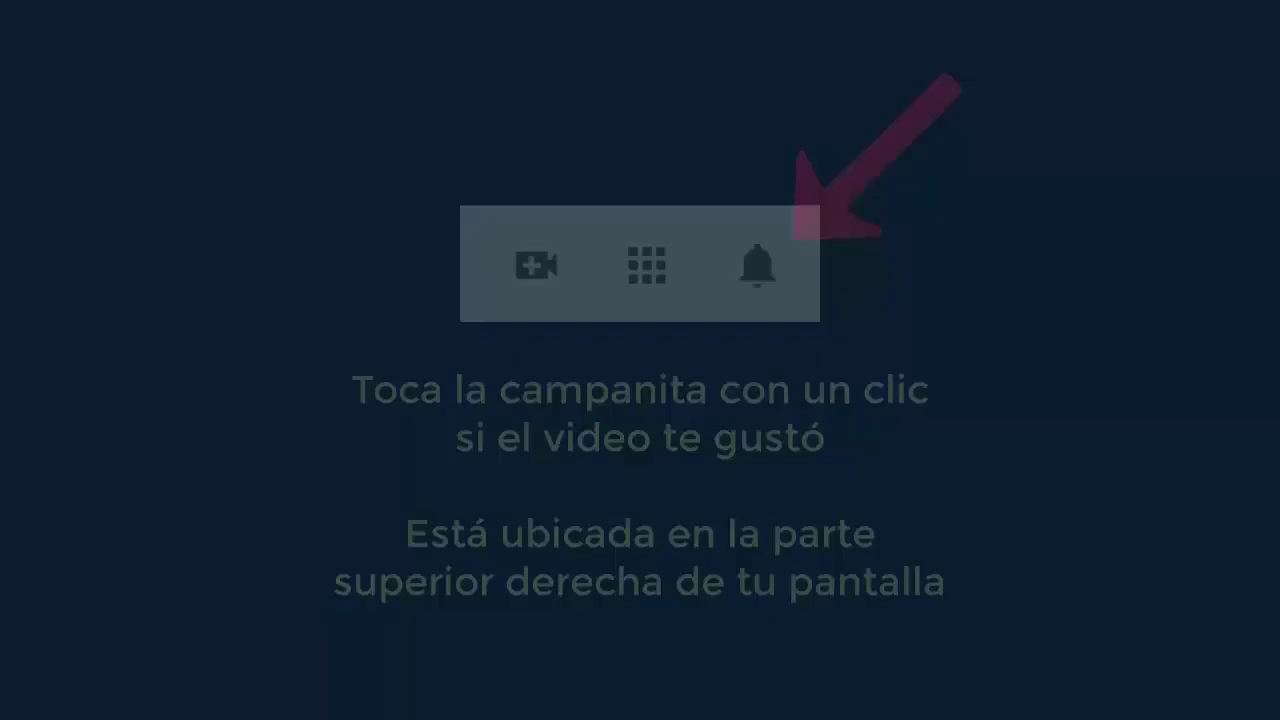 Toca la campanita con un clic
si el video te gustó
Está ubicada en la parte
superior derecha de tu pantalla